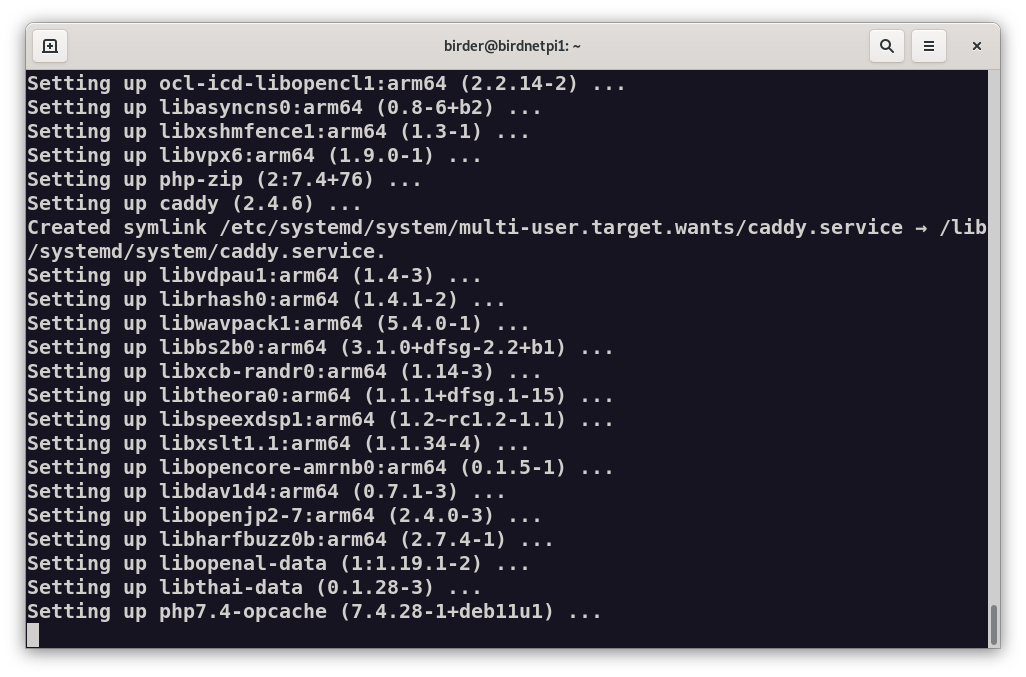 birder@birdnetpi1: ~
Setting up ocl-icd-libopencl1:arm64 (2.2.14-2) ...
Setting up libasyncns0:arm64 (0.8-6+b2) ...
Setting up libxshmfence1:arm64 (1.3-1) ...
Setting up libvpx6:arm64 (1.9.0-1) ...
Setting up php-zip (2:7.4+76) ...
Setting up caddy (2.4.6) ...
Created symlink /etc/systemd/system/multi-user.target.wants/caddy.service → /lib
/systemd/system/caddy.service.
Setting up libvdpau1:arm64 (1.4-3) ...
Setting up librhash0:arm64 (1.4.1-2) ...
Setting up libwavpack1:arm64 (5.4.0-1) ...
Setting up libbs2b0:arm64 (3.1.0+dfsg-2.2+b1) ...
Setting up libxcb-randr0:arm64 (1.14-3) ...
Setting up libtheora0:arm64 (1.1.1+dfsg.1-15) ...
Setting up libspeexdsp1:arm64 (1.2~rc1.2-1.1) ...
Setting up libxslt1.1:arm64 (1.1.34-4) ...
Setting up libopencore-amrnb0:arm64 (0.1.5-1) ...
Setting up libdav1d4:arm64 (0.7.1-3) ...
Setting up libopenjp2-7:arm64 (2.4.0-3) ...
Setting up libharfbuzz0b:arm64 (2.7.4-1) ...
Setting up libopenal-data (1:1.19.1-2) ...
Setting up libthai-data (0.1.28-3) ...
Setting up php7.4-opcache (7.4.28-1+deb11u1) ...